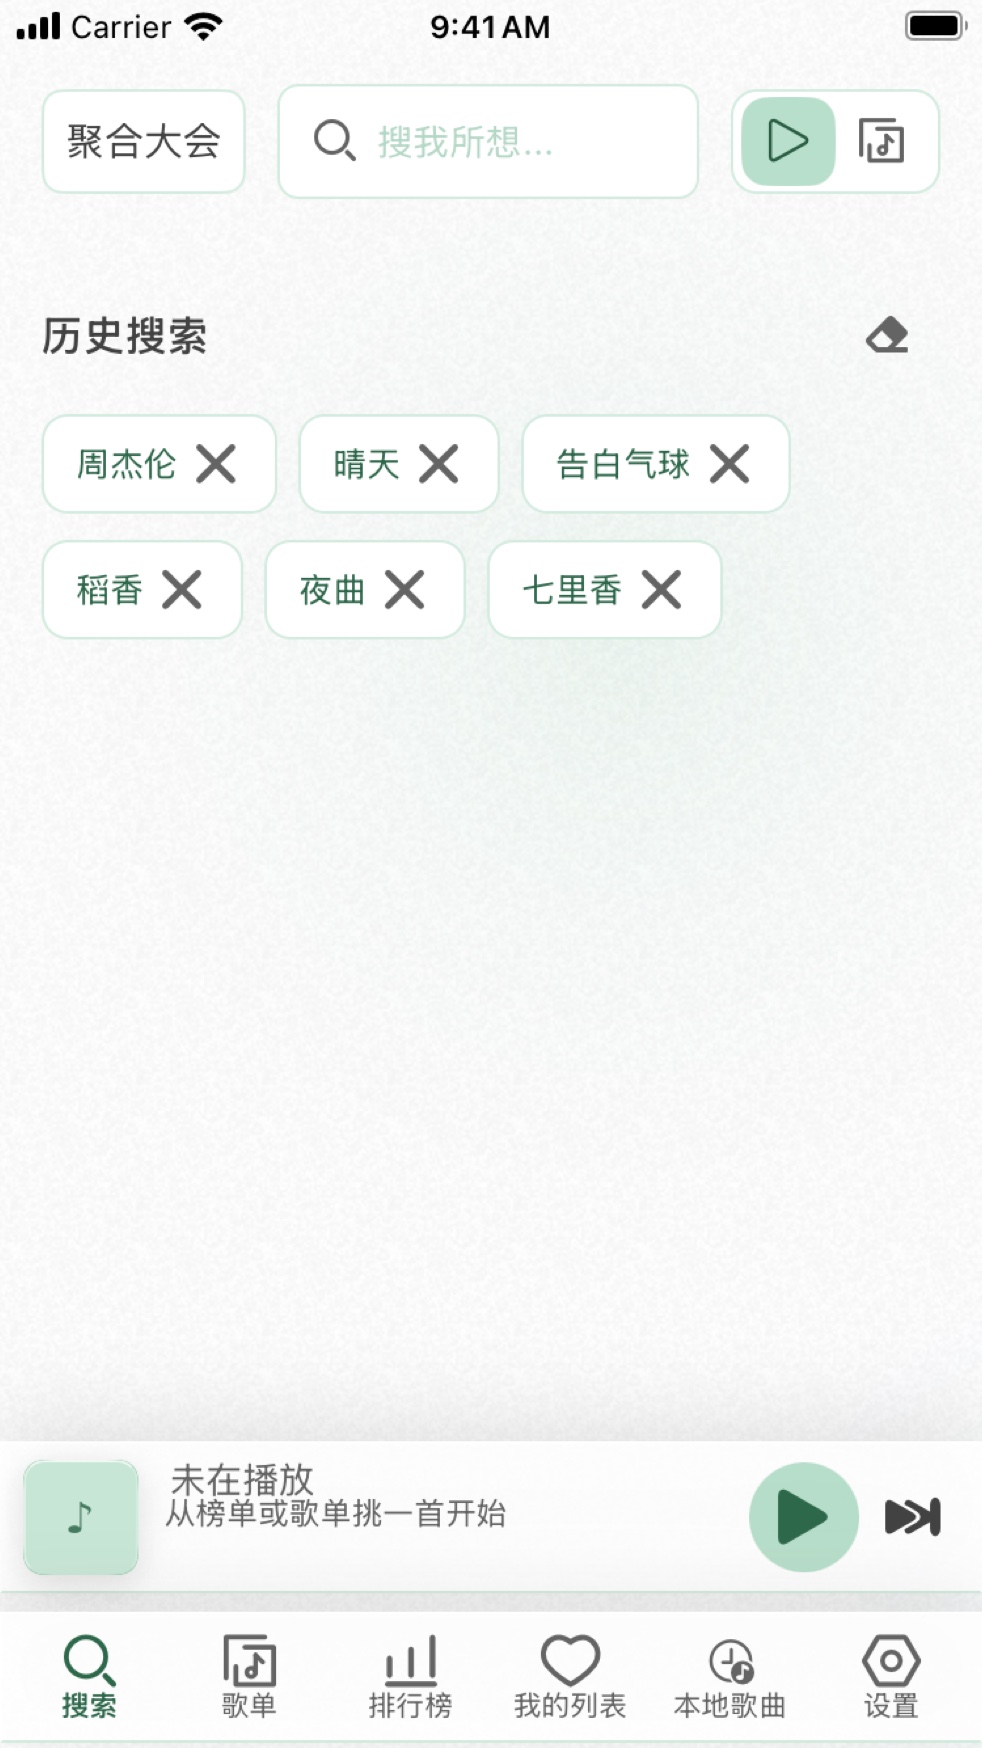 Carrier 9:41 AM
聚合大会 搜我所想...
历史搜索
周杰伦 晴天 告白气球
稻香 夜曲 七里香
未在播放
从榜单或歌单挑一首开始
搜索 歌单 排行榜 我的列表 本地歌曲 设置